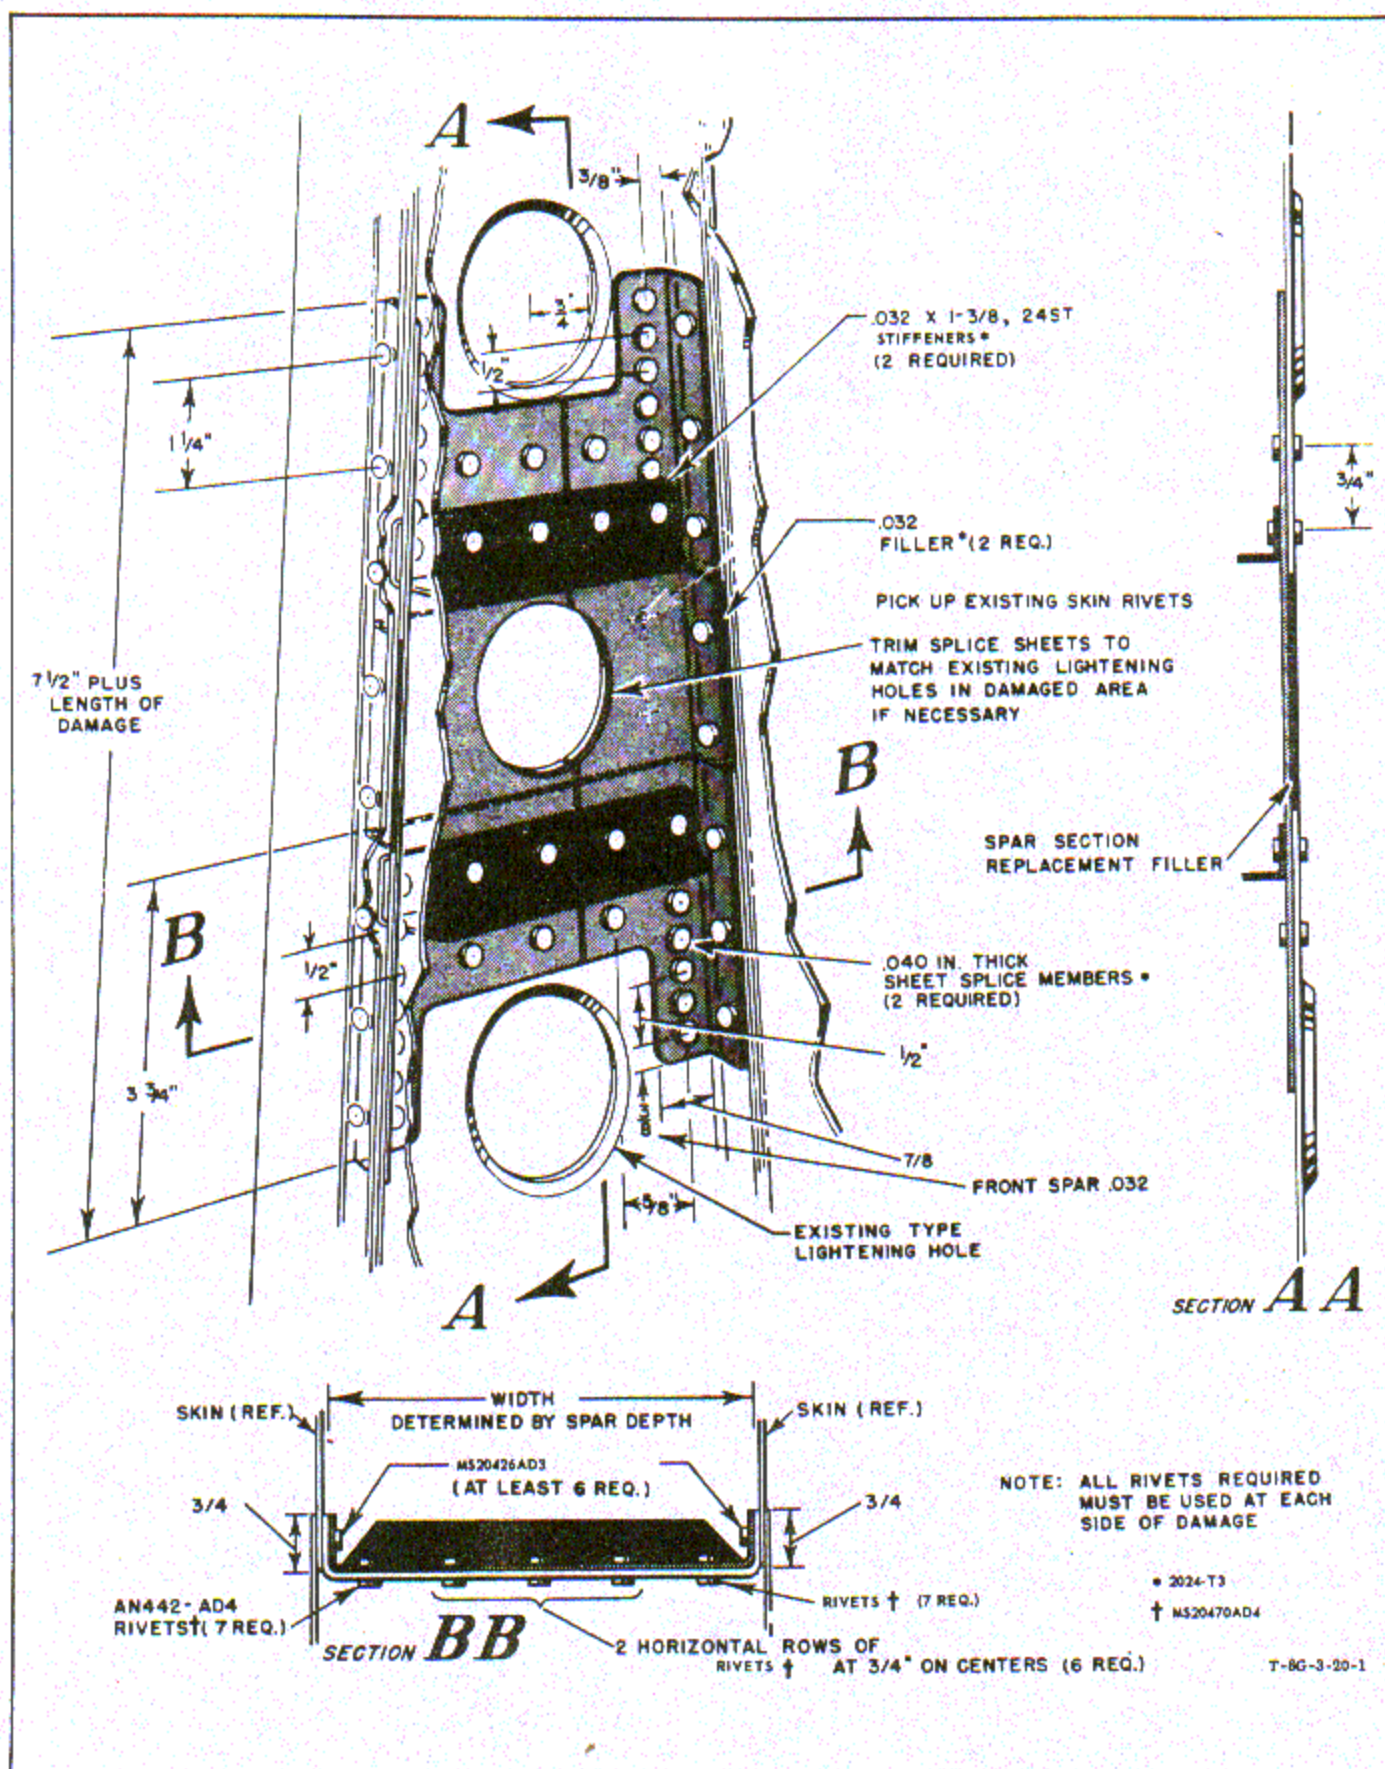 A
3/8"
3/4"
.032 X 1-3/8, 24ST
STIFFENERS*
(2 REQUIRED)
1/2"
1 1/4"
3/4"
.032
FILLER*(2 REQ.)
PICK UP EXISTING SKIN RIVETS
TRIM SPLICE SHEETS TO
MATCH EXISTING LIGHTENING
HOLES IN DAMAGED AREA
IF NECESSARY
7 1/2" PLUS
LENGTH OF
DAMAGE
B
SPAR SECTION
REPLACEMENT FILLER
B
1/2"
.040 IN. THICK
SHEET SPLICE MEMBERS *
(2 REQUIRED)
1/2"
3 3/4"
3/8
7/8
FRONT SPAR .032
5/8"
EXISTING TYPE
LIGHTENING HOLE
A
SECTION A A
WIDTH
DETERMINED BY SPAR DEPTH
SKIN (REF.)
SKIN (REF.)
MS20426AD3
(AT LEAST 6 REQ.)
3/4
3/4
NOTE: ALL RIVETS REQUIRED
MUST BE USED AT EACH
SIDE OF DAMAGE
* 2024-T3
† MS20470AD4
AN442-AD4
RIVETS†(7 REQ.)
RIVETS † (7 REQ.)
SECTION BB
2 HORIZONTAL ROWS OF
RIVETS † AT 3/4" ON CENTERS (6 REQ.)
T-8G-3-20-1